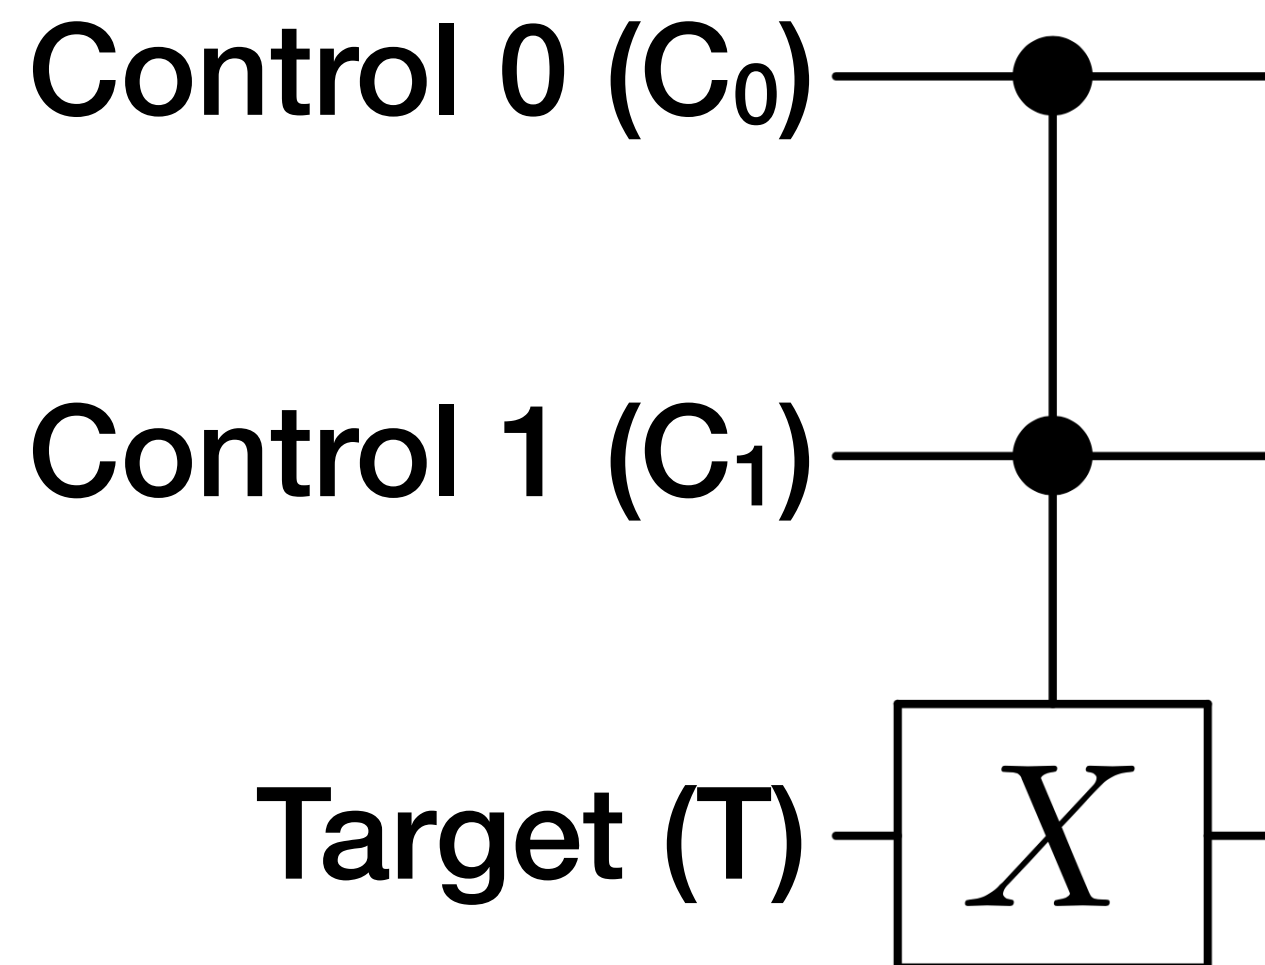 Control 0 (C₀)
Control 1 (C₁)
Target (T)
X